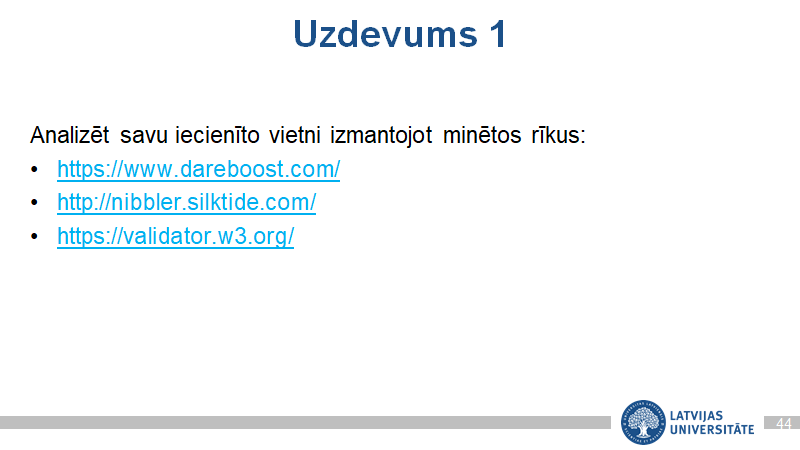 Uzdevums 1
Analizēt savu iecienīto vietni izmantojot minētos rīkus:
• https://www.dareboost.com/
• http://nibbler.silktide.com/
• https://validator.w3.org/
LATVIJAS
UNIVERSITĀTE
44